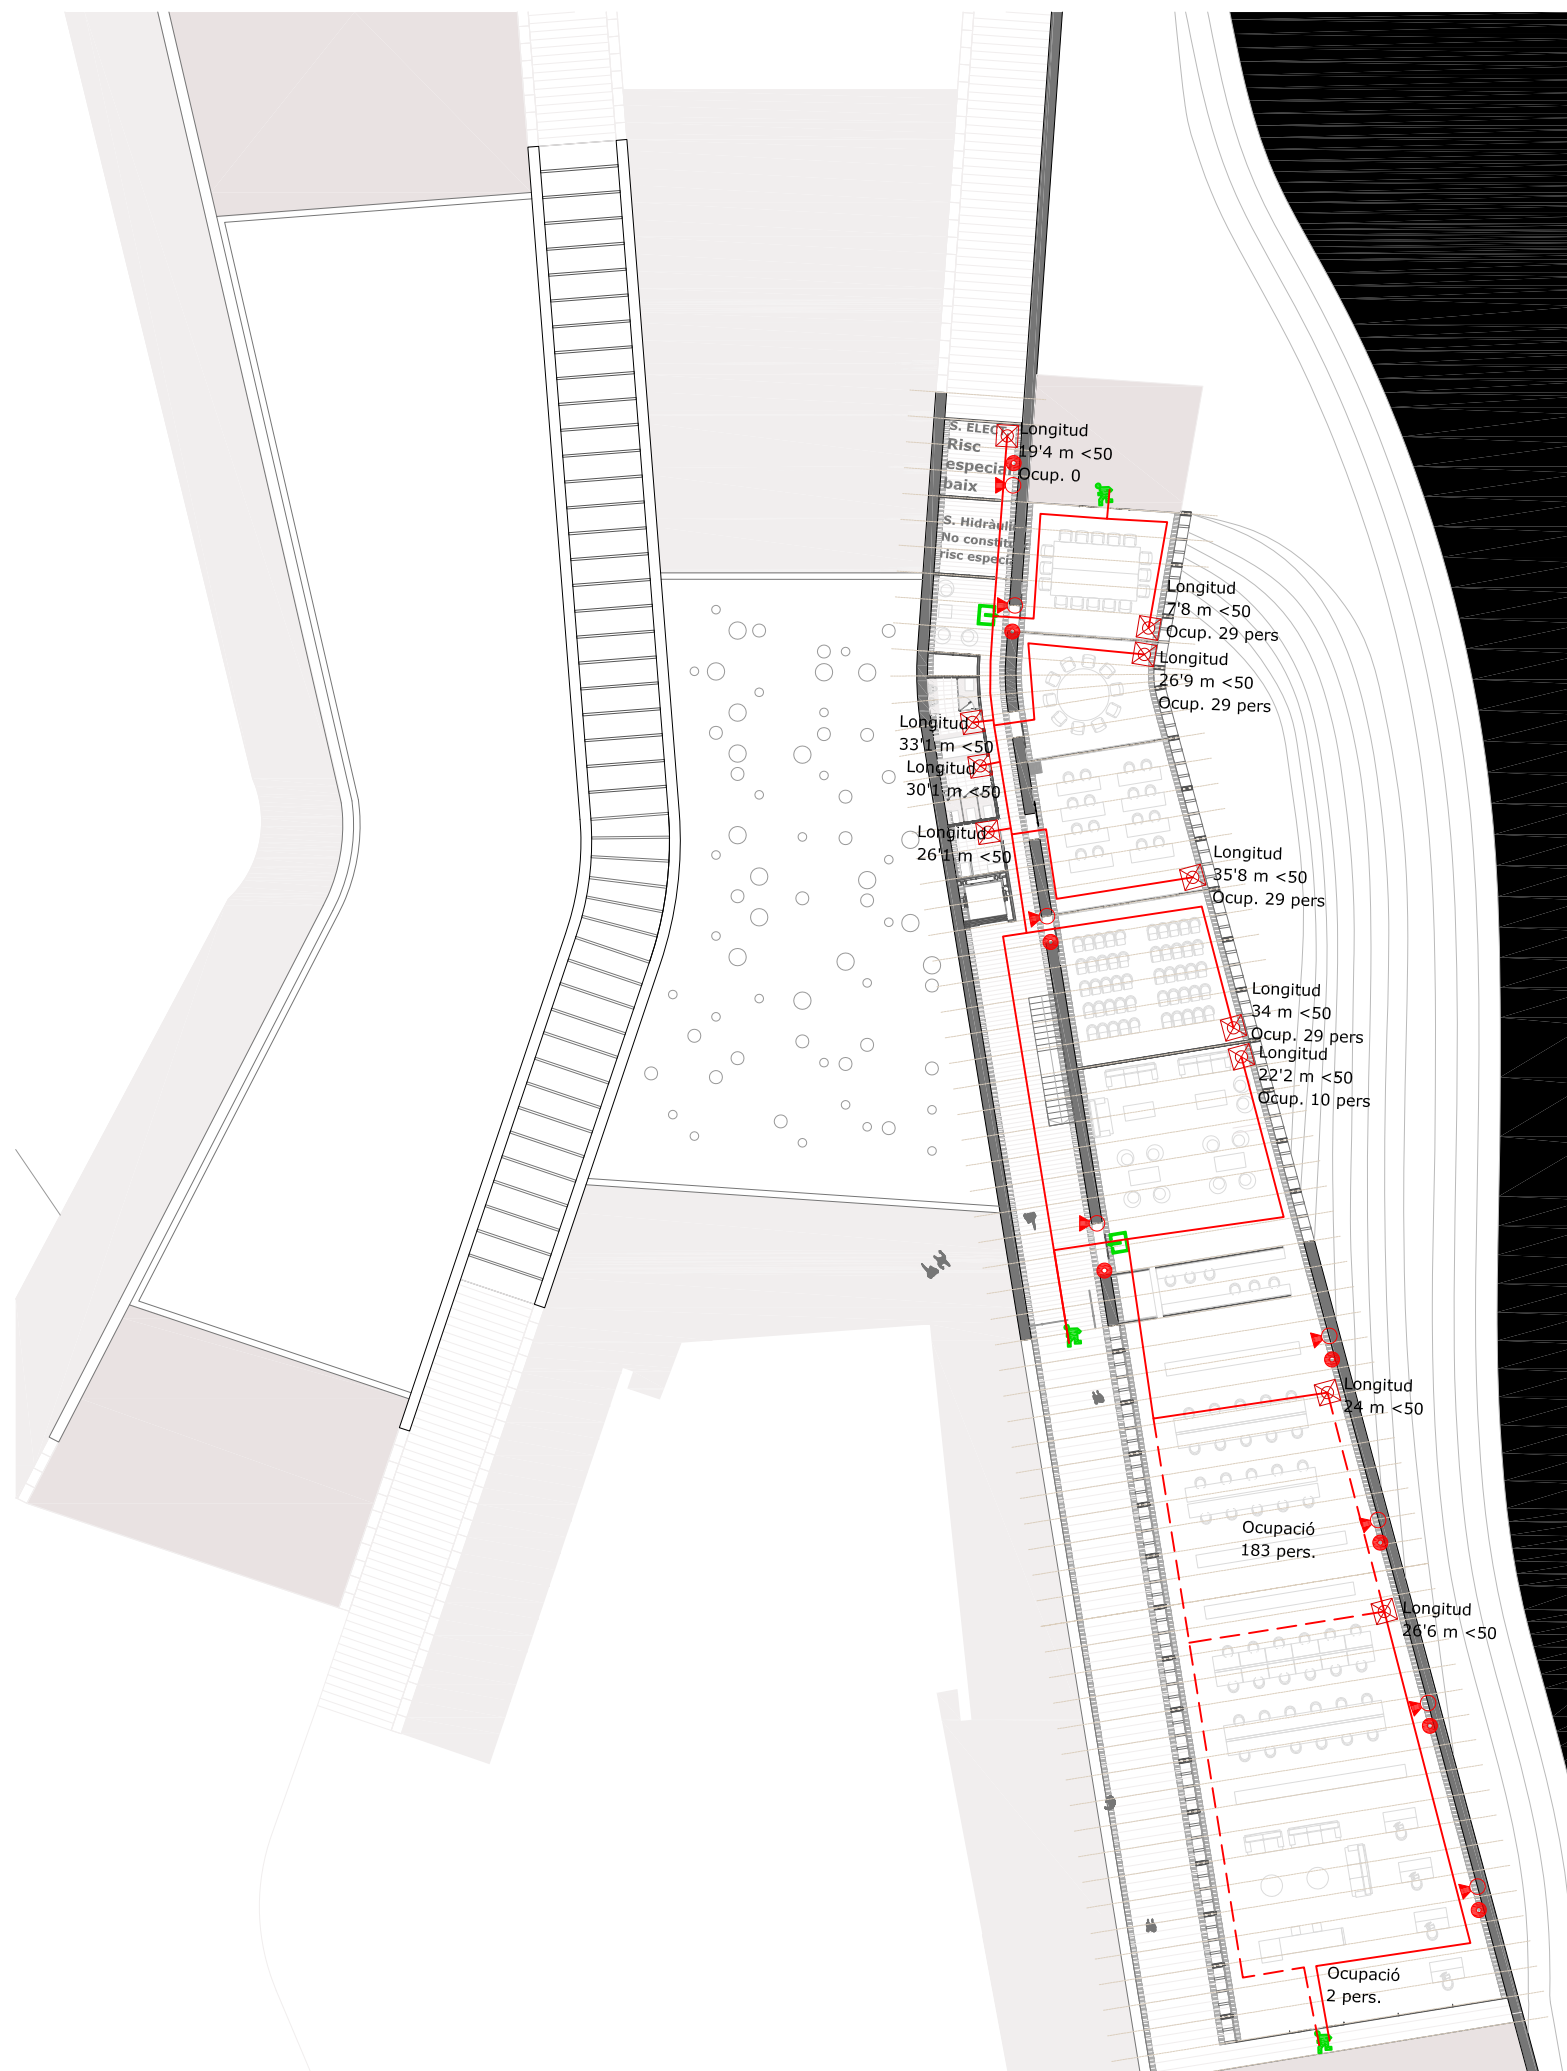 S. ELEC
Risc
especial
baix
Longitud
19'4 m <50
Ocup. 0
S. Hidràul
No constit
risc especi
Longitud
7'8 m <50
Ocup. 29 pers
Longitud
26'9 m <50
Ocup. 29 pers
Longitud
33'1 m <50
Longitud
30'1 m <50
Longitud
26'1 m <50
Longitud
35'8 m <50
Ocup. 29 pers
Longitud
34 m <50
Ocup. 29 pers
Longitud
22'2 m <50
Ocup. 10 pers
Longitud
24 m <50
Ocupació
183 pers.
Longitud
26'6 m <50
Ocupació
2 pers.